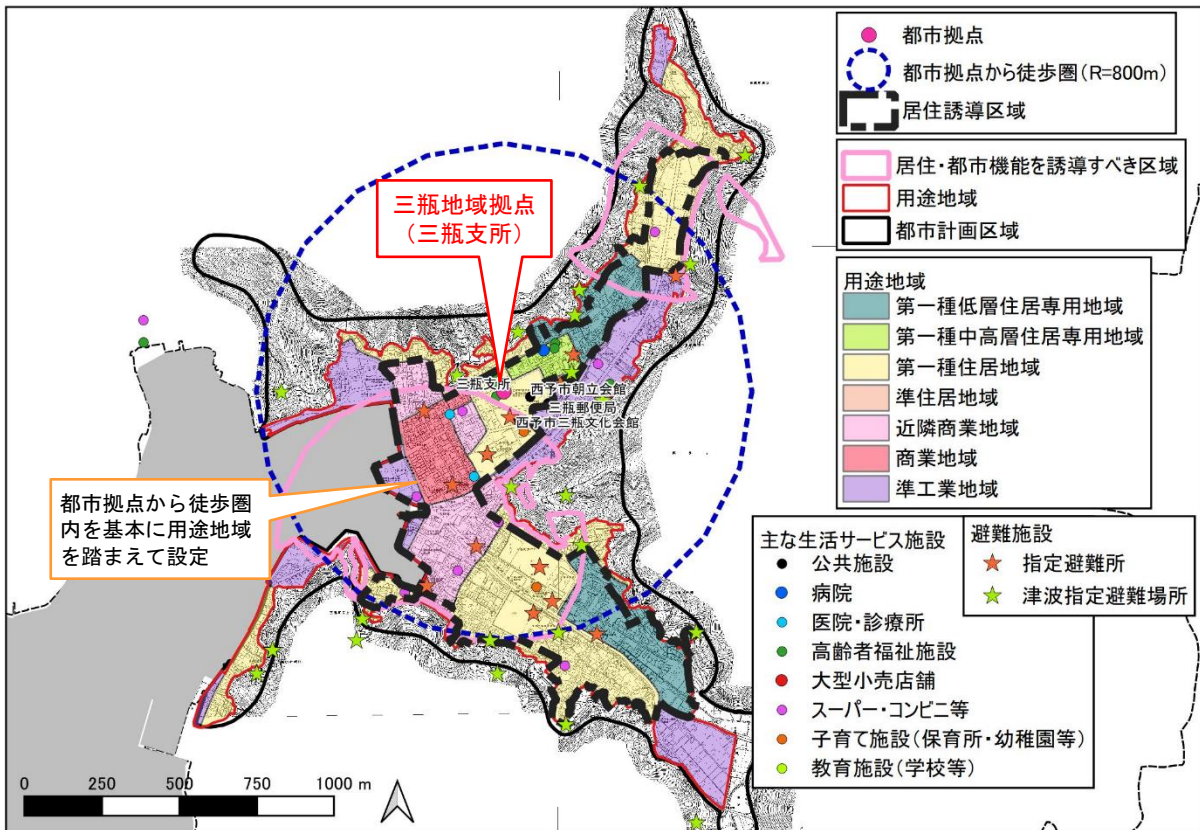 都市拠点
都市拠点から徒歩圏(R=800m)
居住誘導区域
居住・都市機能を誘導すべき区域
用途地域
都市計画区域
用途地域
第一種低層住居専用地域
第一種中高層住居専用地域
第一種住居地域
準住居地域
近隣商業地域
商業地域
準工業地域
三瓶地域拠点
(三瓶支所)
三瓶支所
西予市朝立会館
三瓶郵便局
西予市三瓶文化会館
都市拠点から徒歩圏
内を基本に用途地域
を踏まえて設定
主な生活サービス施設
公共施設
病院
医院・診療所
高齢者福祉施設
大型小売店舗
スーパー・コンビニ等
子育て施設(保育所・幼稚園等)
教育施設(学校等)
避難施設
指定避難所
津波指定避難場所
0 250 500 750 1000 m